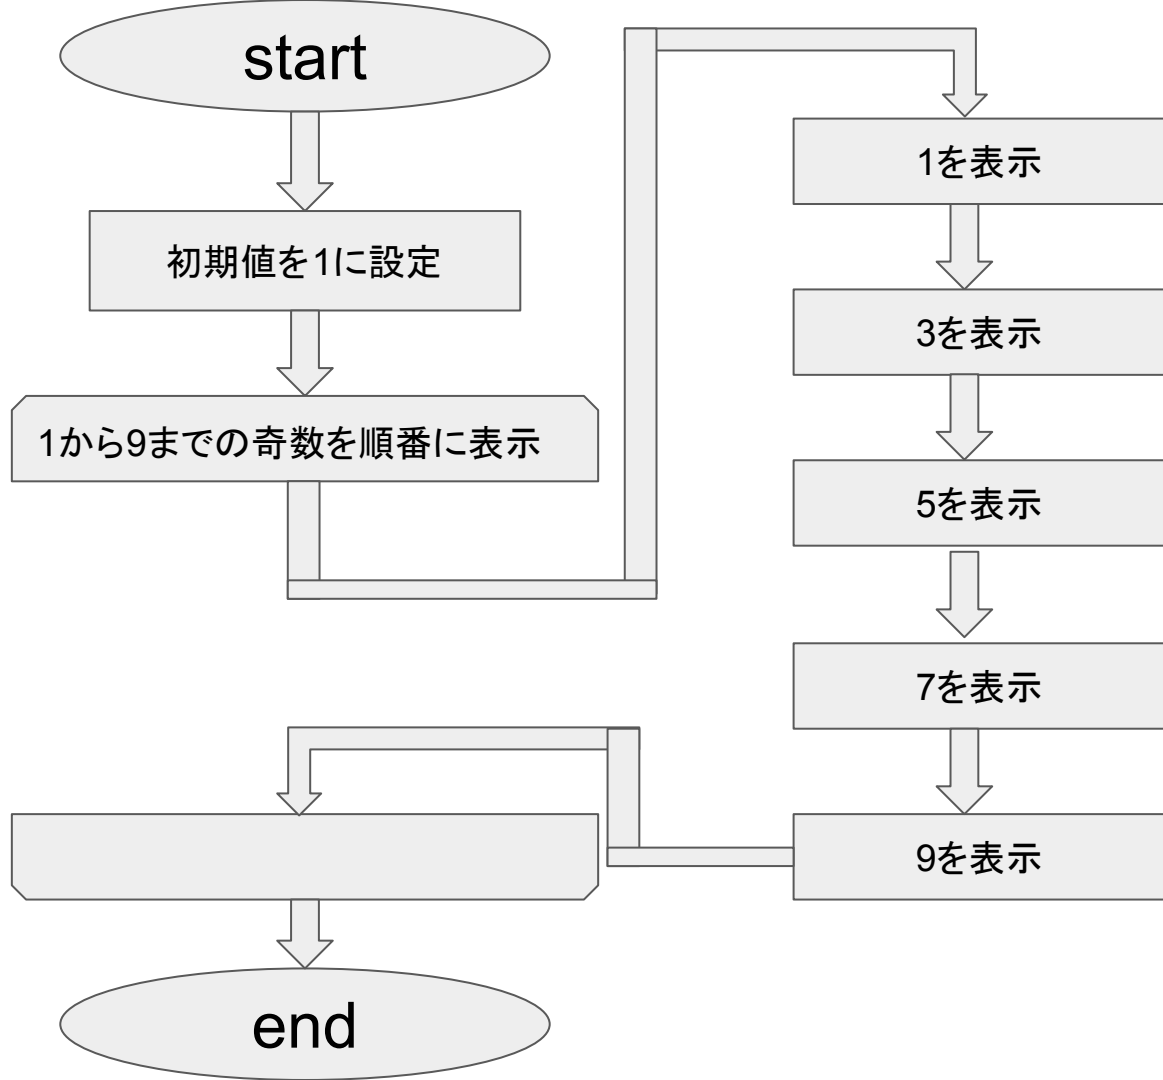 start
初期値を1に設定
1から9までの奇数を順番に表示
1を表示
3を表示
5を表示
7を表示
9を表示
end